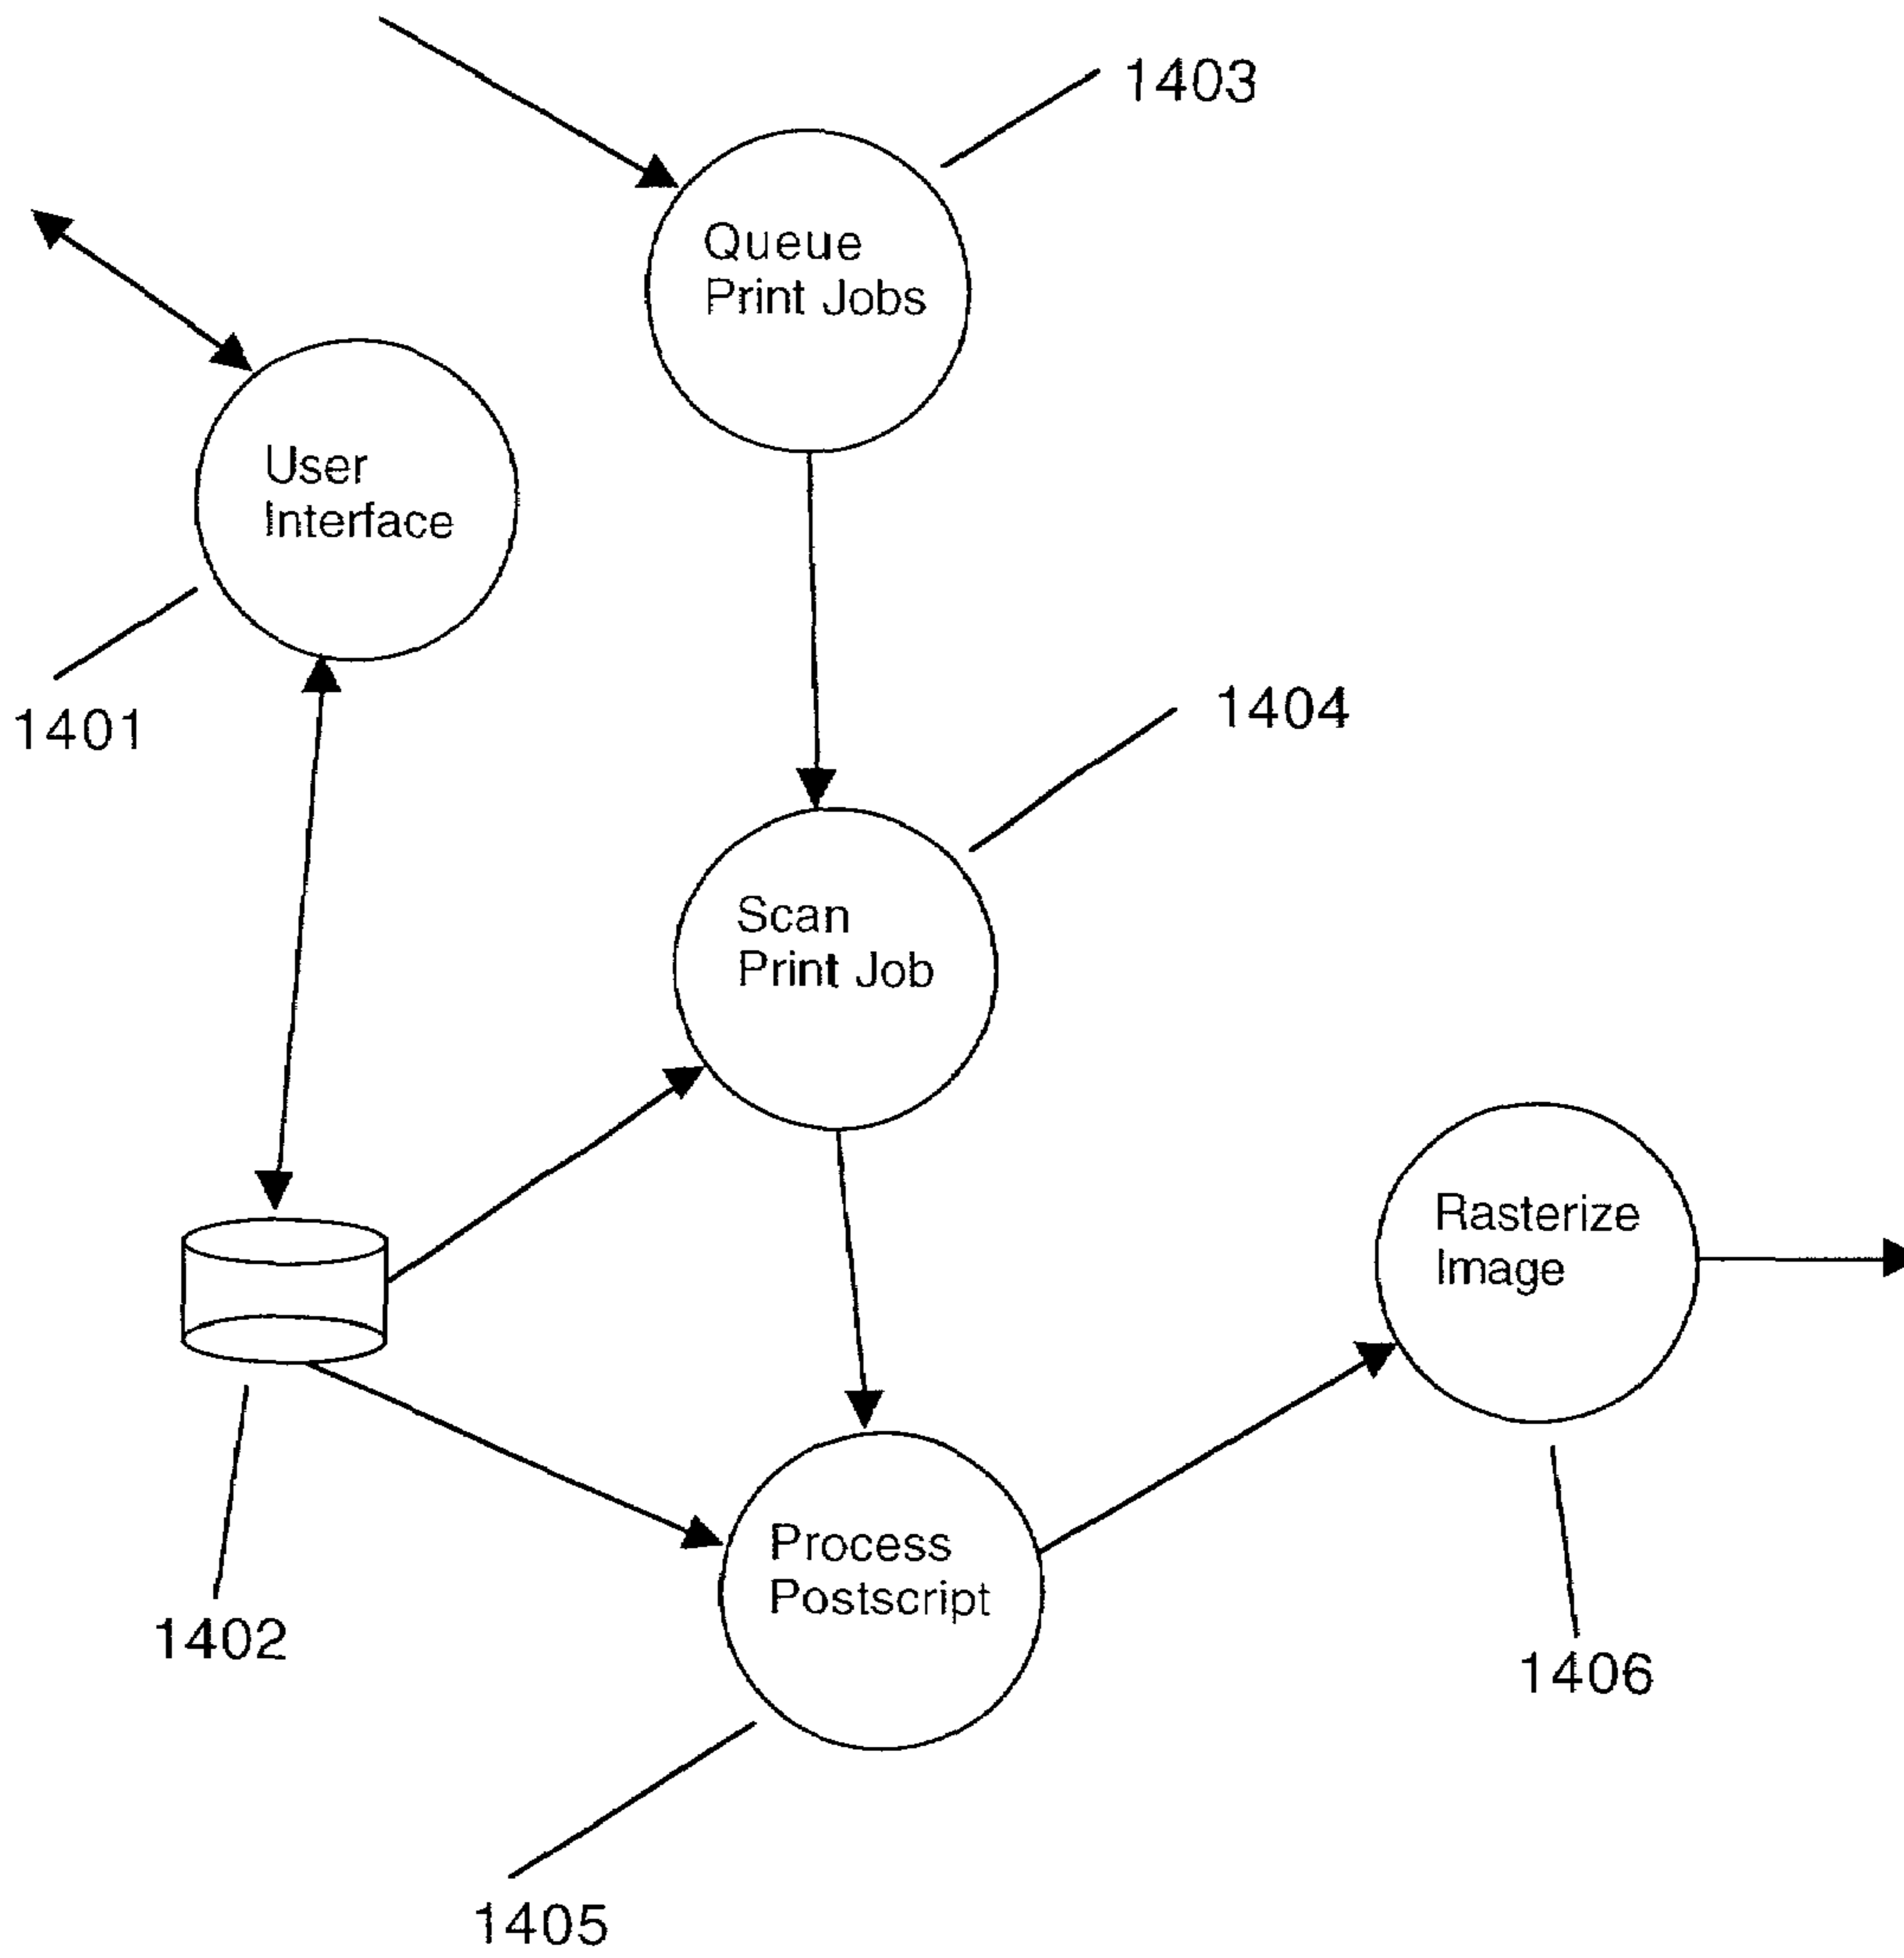 1403
Queue
Print Jobs
User
Interface
1401
1404
Scan
Print Job
Rasterize
Image
Process
Postscript
1402
1406
1405